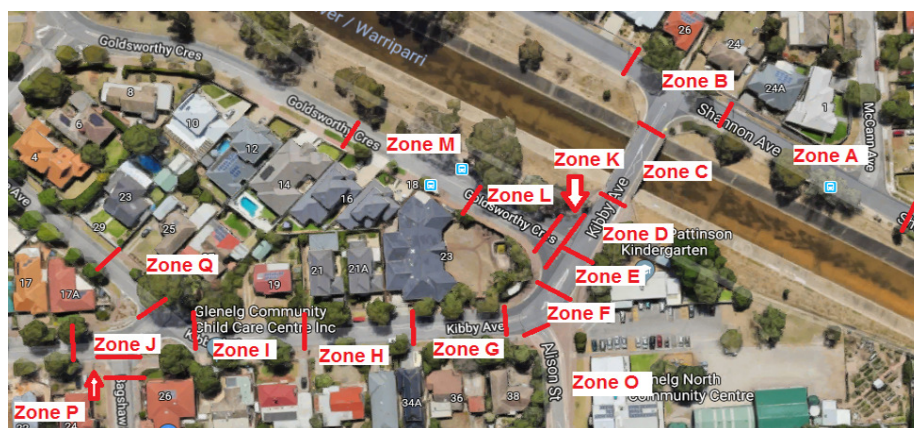 River / Warriparri
Goldsworthy Cres
26
24
Zone B
24A
1
8
6
10
Goldsworthy Cres
Shannon Ave
McCann Ave
4
12
Zone M
Zone K
Zone A
14
18
Zone C
23
16
Zone L
Kibby Ave
Ave
29
25
Goldsworthy Cres
Zone D
Pattinson
Kindergarten
Zone Q
23
17
17A
19
21
21A
Zone E
Glenelg Community
Child Care Centre Inc
Zone F
Kibby Ave
Zone J
Zone I
Zone H
Zone G
Alison St
Zone O
Glenelg North
Community Centre
Zone P
26
34A
36
38
24